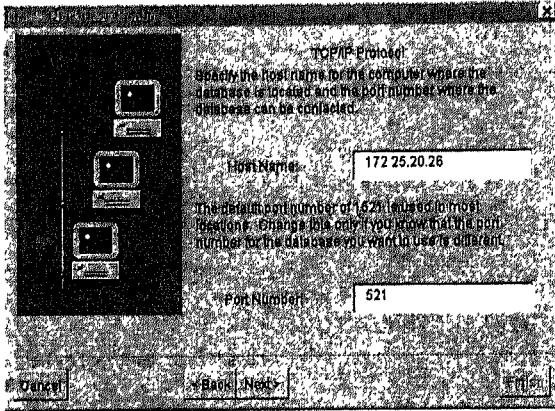 TCP/IP Protocol
Specify the host name for the computer where the
database is located and the port number where the
database can be contacted.
Host Name:
172 25.20.26
The default port number of 1521 is used in most
locations. Change this only if you know that the port
number for the database you want to use is different.
Port Number:
521
Cancel
< Back Next >